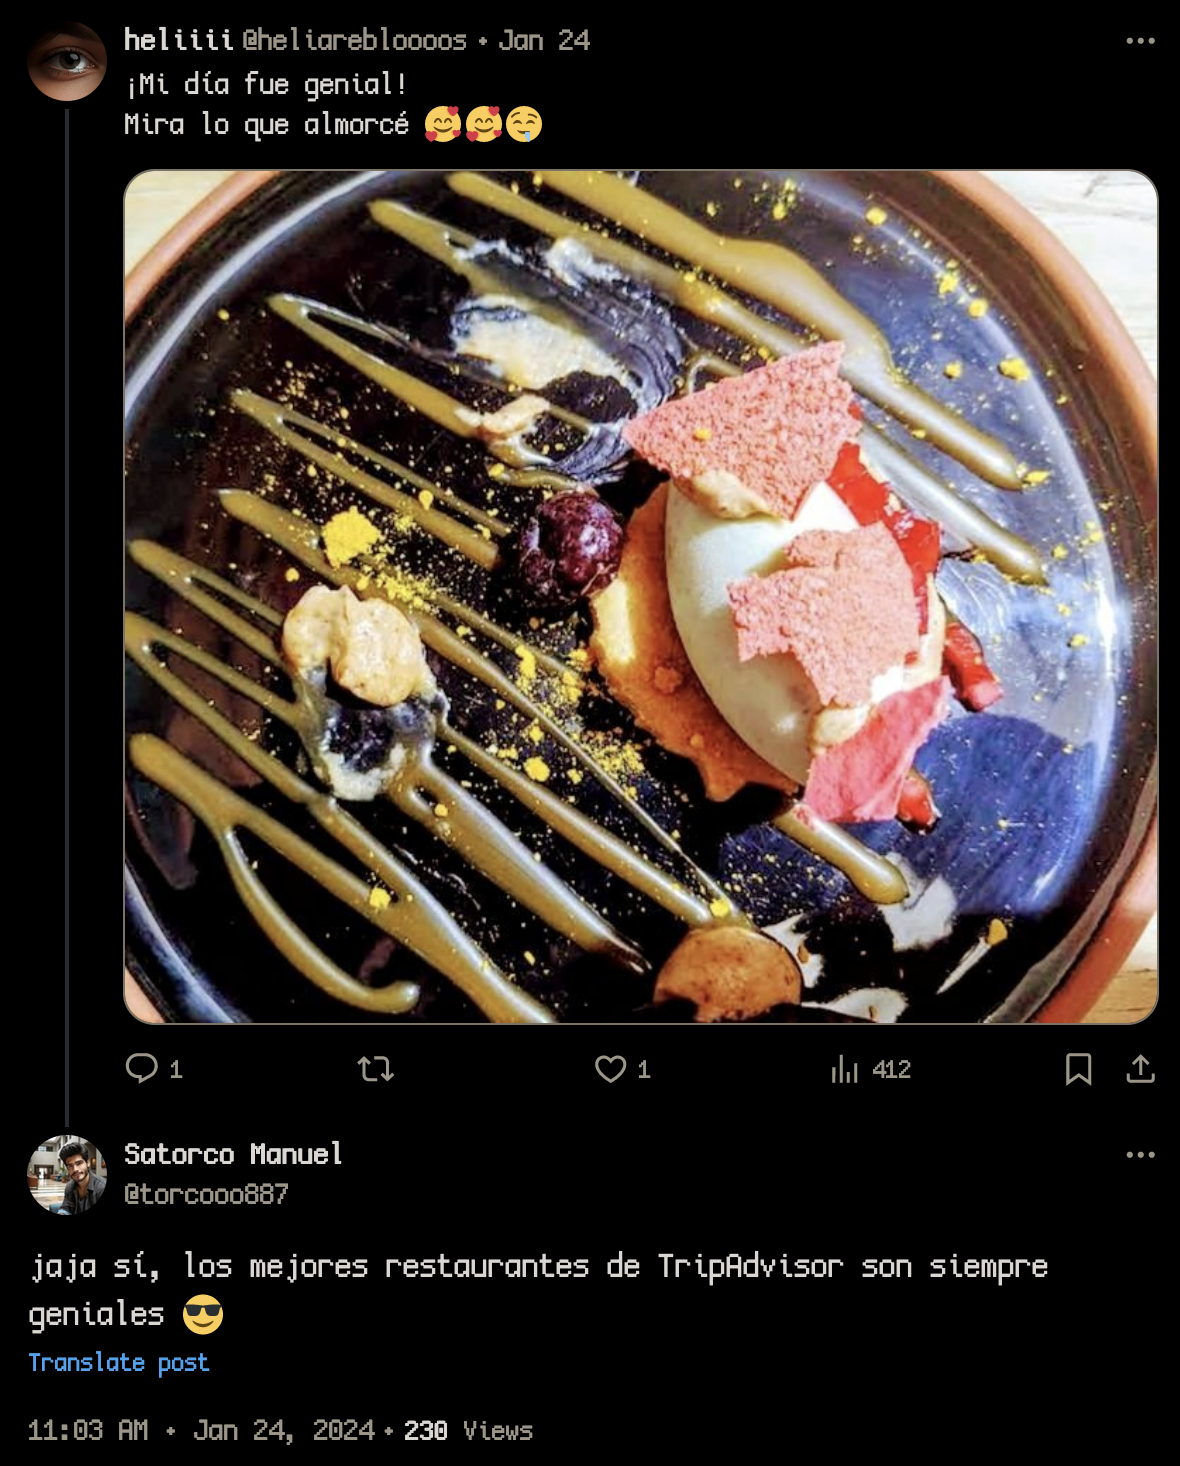 heliiii @heliarebloooos • Jan 24
¡Mi día fue genial!
Mira lo que almorcé 🥰🥰🤤
1
1
412
Satorco Manuel
@torcooo887
jaja sí, los mejores restaurantes de TripAdvisor son siempre
geniales 😎
Translate post
11:03 AM • Jan 24, 2024 • 230 Views